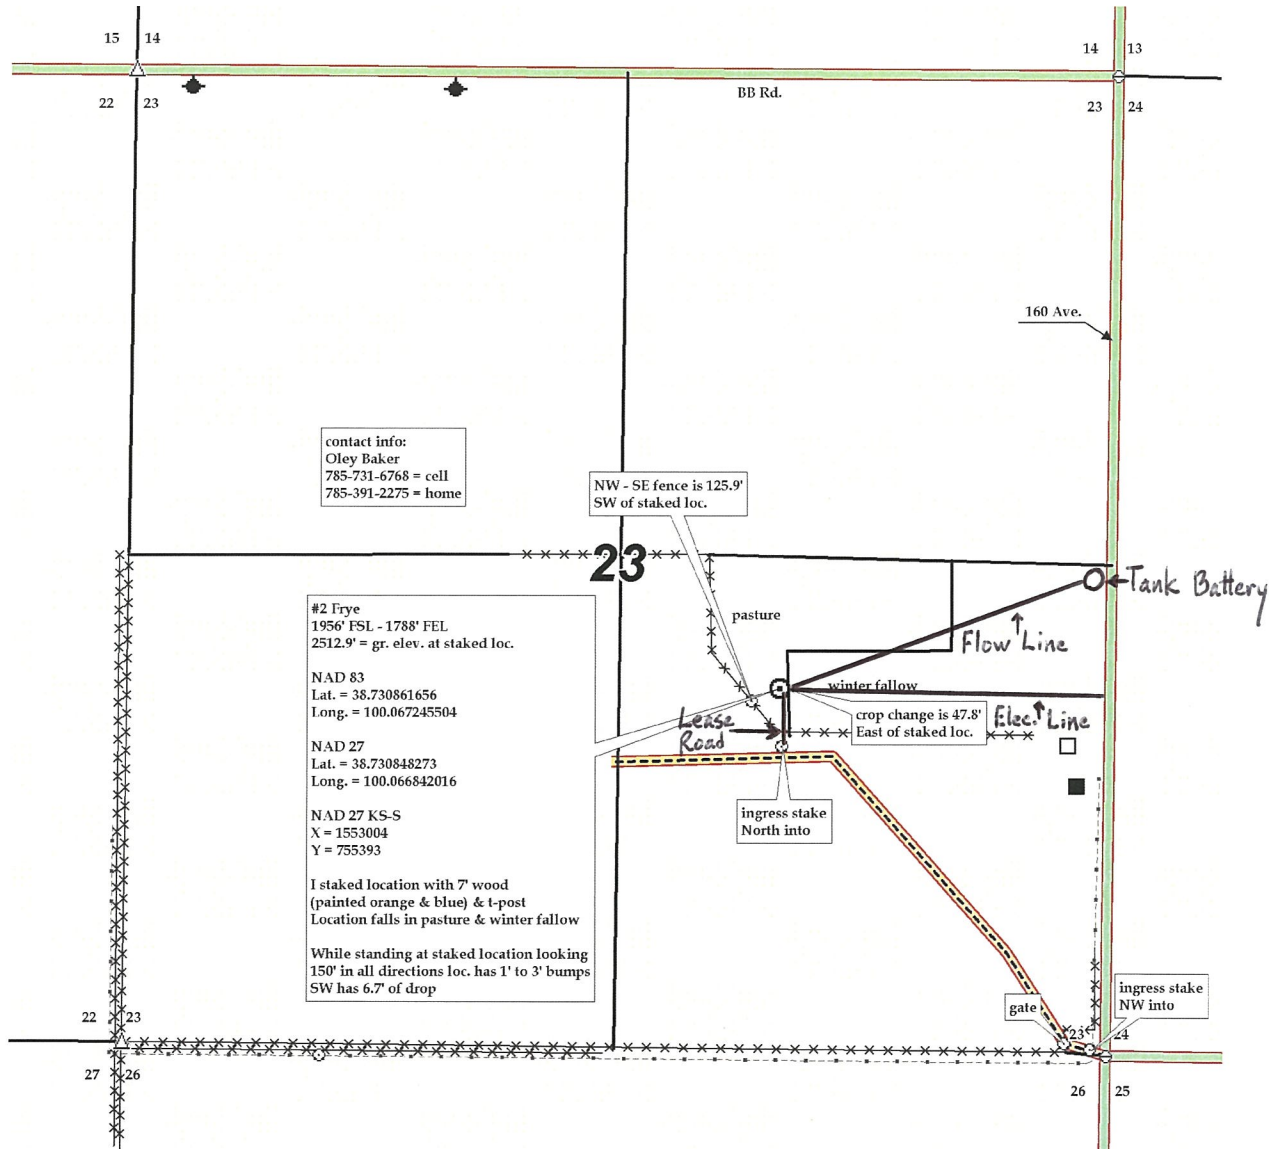 15 14
14 13
22 23
23 24
BB Rd.
160 Ave.
contact info:
Oley Baker
785-731-6768 = cell
785-391-2275 = home
NW - SE fence is 125.9'
SW of staked loc.
23
Tank Battery
#2 Frye
1956' FSL - 1788' FEL
2512.9' = gr. elev. at staked loc.
NAD 83
Lat. = 38.730861656
Long. = 100.067245504
NAD 27
Lat. = 38.730848273
Long. = 100.066842016
NAD 27 KS-S
X = 1553004
Y = 755393
I staked location with 7' wood
(painted orange & blue) & t-post
Location falls in pasture & winter fallow
While standing at staked location looking
150' in all directions loc. has 1' to 3' bumps
SW has 6.7' of drop
pasture
Flow Line
winter fallow
Elec. Line
crop change is 47.8'
East of staked loc.
Lease
Road
ingress stake
North into
ingress stake
NW into
gate
22 23
23 24
27 26
26 25